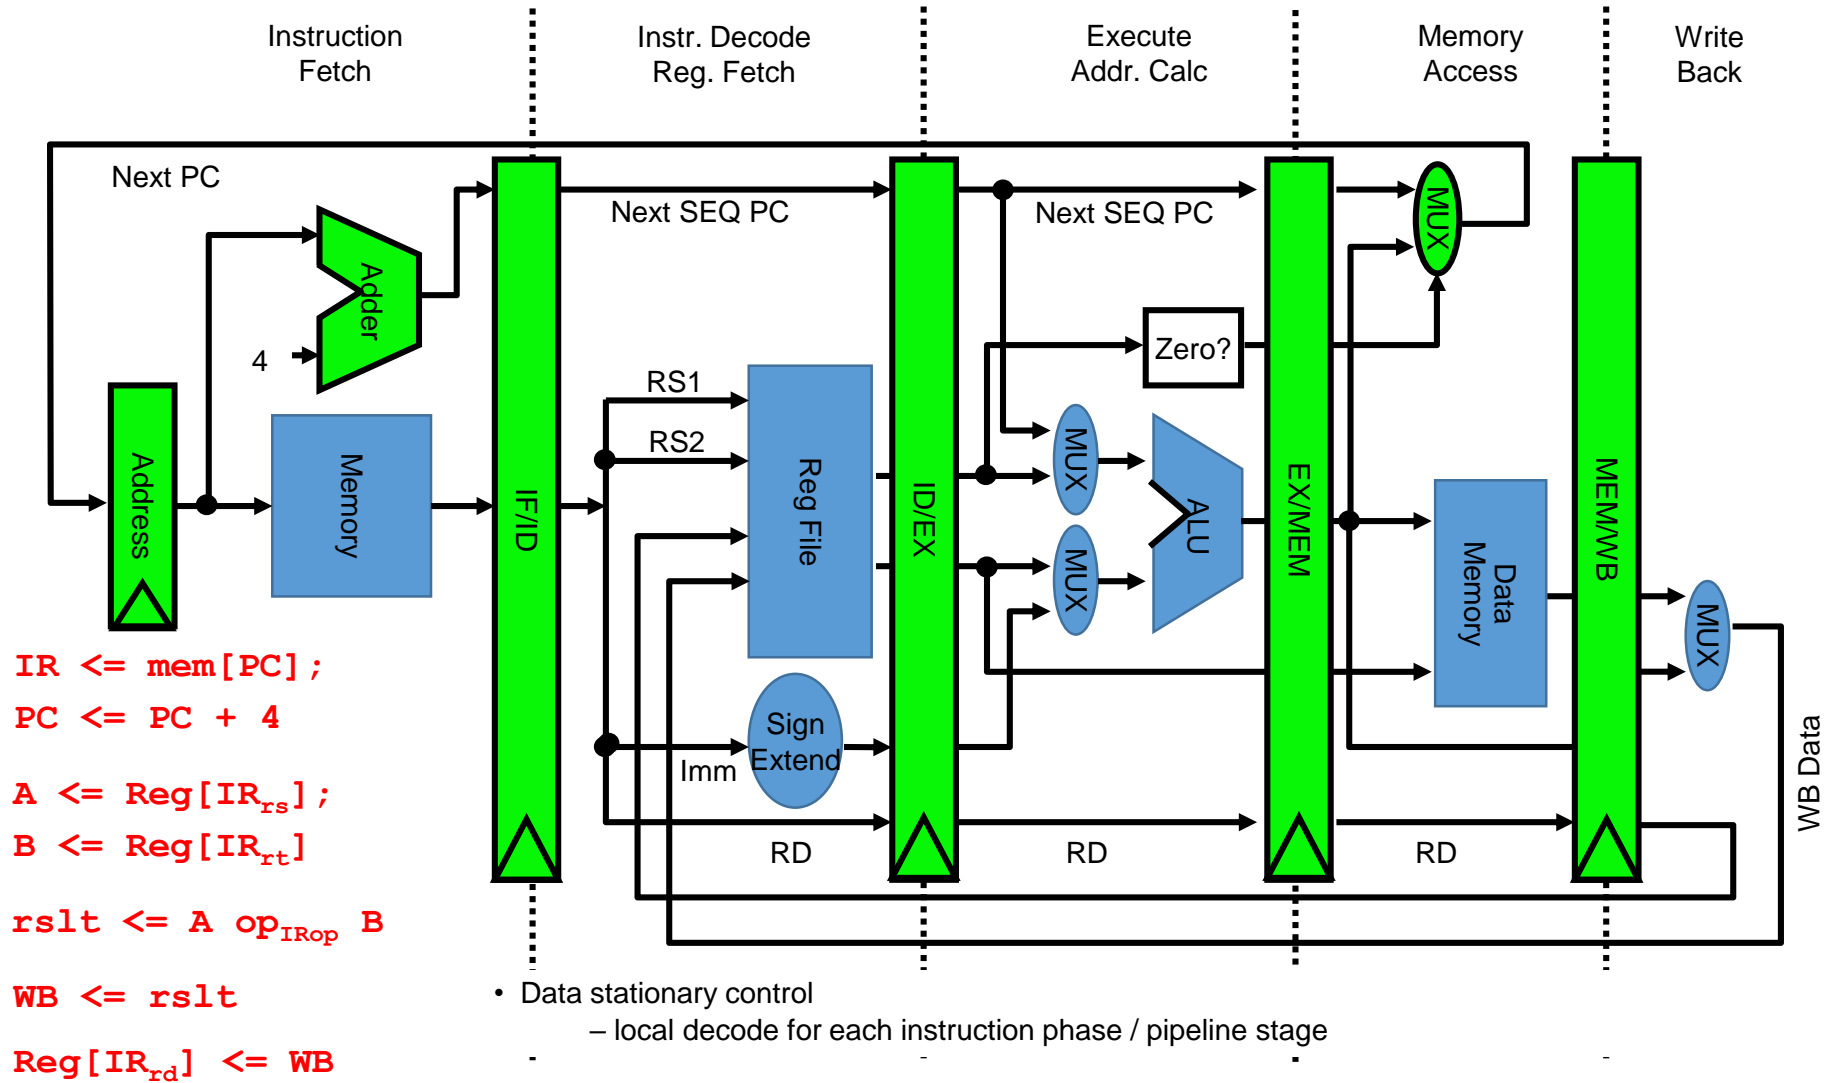 Instruction
Fetch
Instr. Decode
Reg. Fetch
Execute
Addr. Calc
Memory
Access
Write
Back
Next PC
Next SEQ PC
Next SEQ PC
MUX
Adder
4
Zero?
RS1
RS2
Address
Memory
IF/ID
Reg File
ID/EX
MUX
MUX
ALU
EX/MEM
Data
Memory
MEM/WB
MUX
Sign
Extend
Imm
RD
RD
RD
WB Data
IR <= mem[PC];
PC <= PC + 4
A <= Reg[IRrs];
B <= Reg[IRrt]
rslt <= A opIRop B
WB <= rslt
Reg[IRrd] <= WB
• Data stationary control
– local decode for each instruction phase / pipeline stage